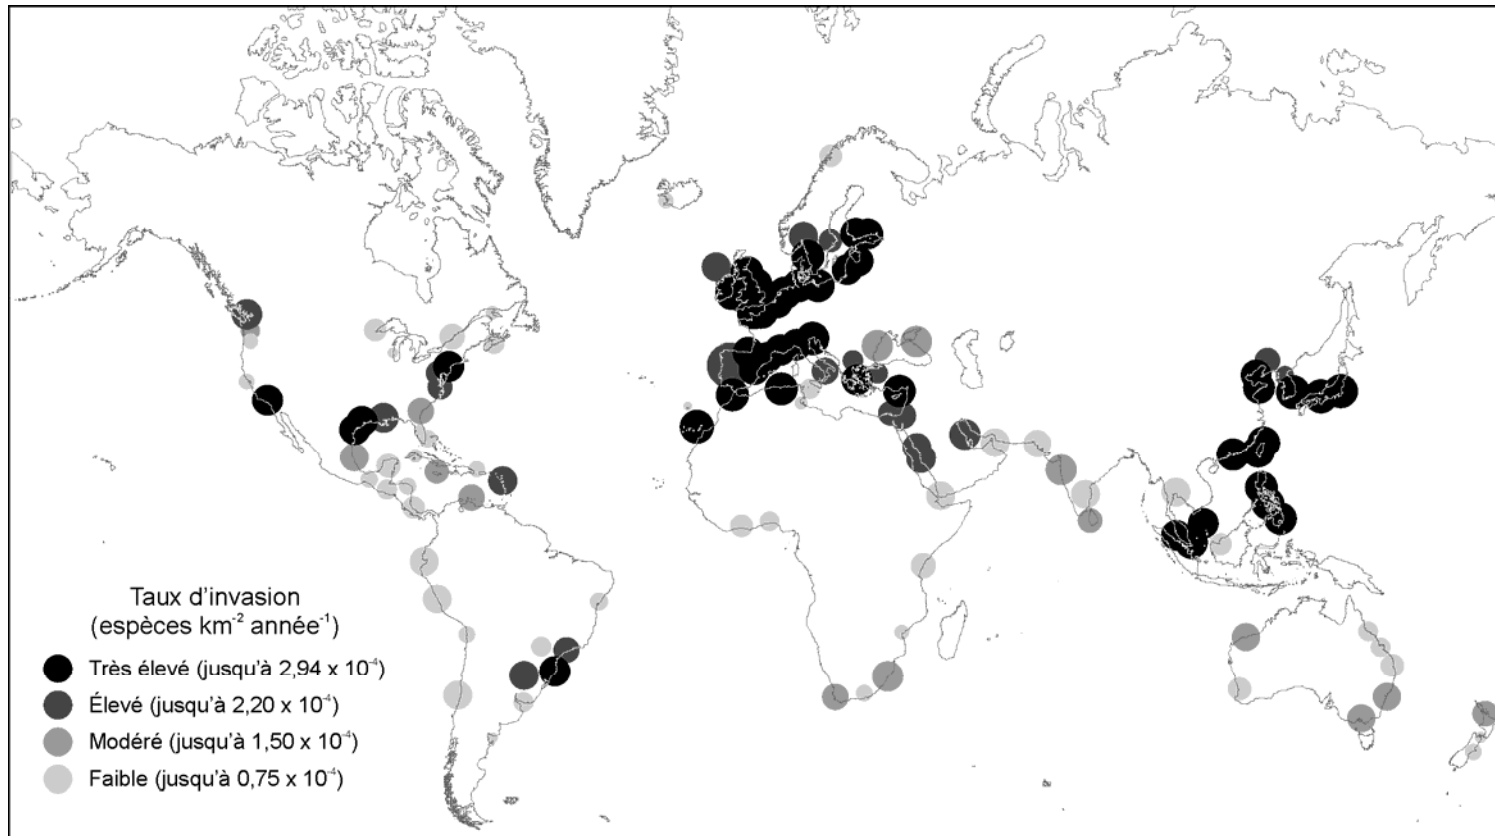 Taux d'invasion
(espèces km⁻² année⁻¹)
Très élevé (jusqu'à 2,94 x 10⁻⁴)
Élevé (jusqu'à 2,20 x 10⁻⁴)
Modéré (jusqu'à 1,50 x 10⁻⁴)
Faible (jusqu'à 0,75 x 10⁻⁴)